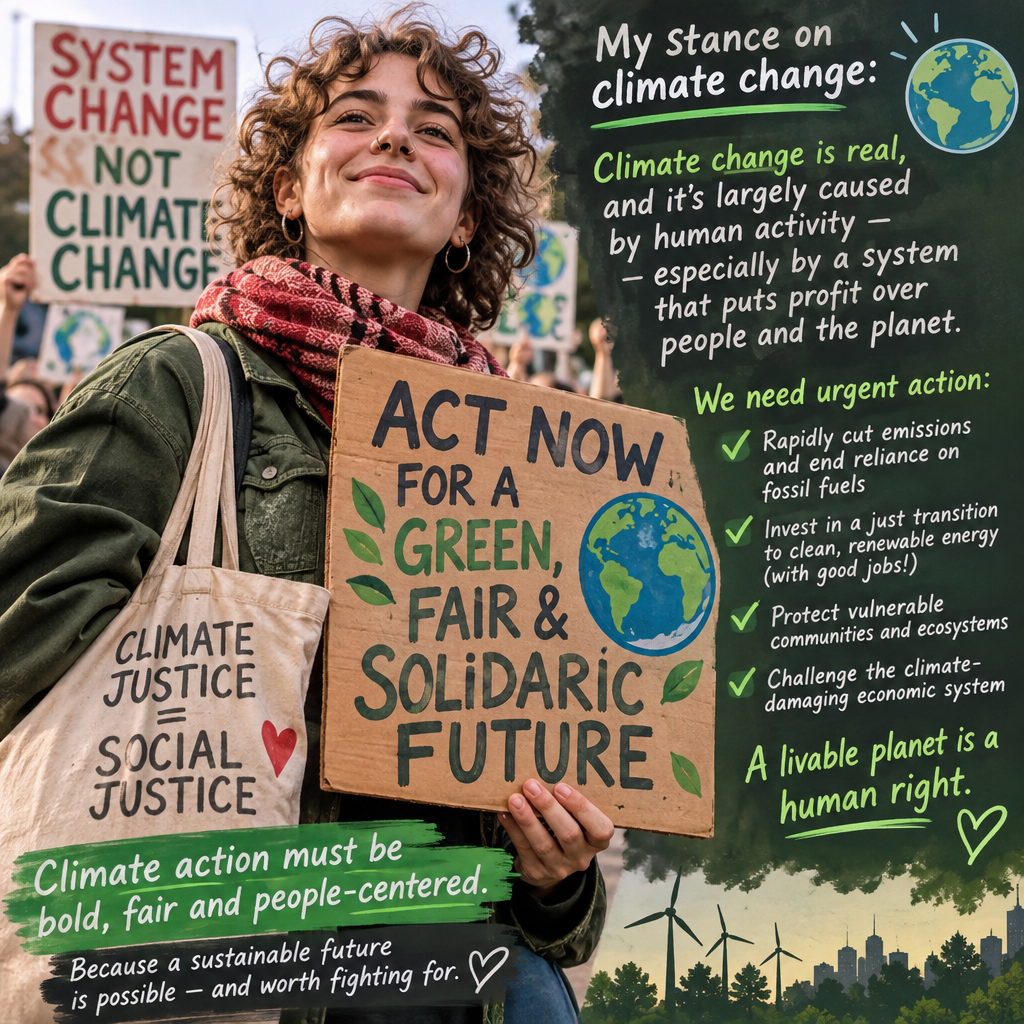 SYSTEM
CHANGE
NOT
CLIMATE
CHANGE
ACT NOW
FOR A
GREEN,
FAIR &
SOLIDARIC
FUTURE
CLIMATE
JUSTICE
=
SOCIAL
JUSTICE
Climate action must be
bold, fair and people-centered.
Because a sustainable future
is possible — and worth fighting for.
My stance on
climate change:
Climate change is real,
and it's largely caused
by human activity —
— especially by a system
that puts profit over
people and the planet.
We need urgent action:
Rapidly cut emissions
and end reliance on
fossil fuels
Invest in a just transition
to clean, renewable energy
(with good jobs!)
Protect vulnerable
communities and ecosystems
Challenge the climate-
damaging economic system
A livable planet is a
human right.